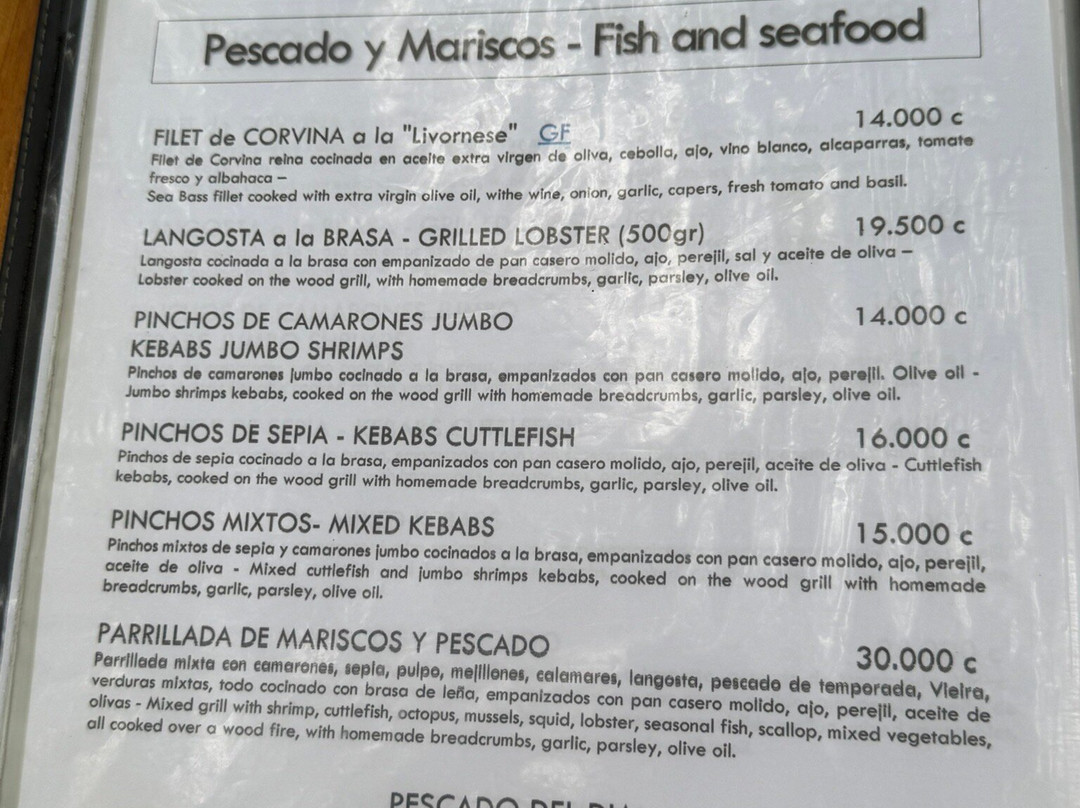 Pescado y Mariscos - Fish and seafood
FILET de CORVINA a la "Livornese" GF 14.000 c
Filet de Corvina reina cocinada en aceite extra virgen de oliva, cebolla, ajo, vino blanco, alcaparras, tomate
fresco y albahaca –
Sea Bass fillet cooked with extra virgin olive oil, withe wine, onion, garlic, capers, fresh tomato and basil.
LANGOSTA a la BRASA - GRILLED LOBSTER (500gr) 19.500 c
Langosta cocinada a la brasa con empanizado de pan casero molido, ajo, perejil, sal y aceite de oliva –
Lobster cooked on the wood grill, with homemade breadcrumbs, garlic, parsley, olive oil.
PINCHOS DE CAMARONES JUMBO 14.000 c
KEBABS JUMBO SHRIMPS
Pinchos de camarones jumbo cocinado a la brasa, empanizados con pan casero molido, ajo, perejil. Olive oil -
Jumbo shrimps kebabs, cooked on the wood grill with homemade breadcrumbs, garlic, parsley, olive oil.
PINCHOS DE SEPIA - KEBABS CUTTLEFISH 16.000 c
Pinchos de sepia cocinado a la brasa, empanizados con pan casero molido, ajo, perejil, aceite de oliva - Cuttlefish
kebabs, cooked on the wood grill with homemade breadcrumbs, garlic, parsley, olive oil.
PINCHOS MIXTOS- MIXED KEBABS 15.000 c
Pinchos mixtos de sepia y camarones jumbo cocinados a la brasa, empanizados con pan casero molido, ajo, perejil,
aceite de oliva - Mixed cuttlefish and jumbo shrimps kebabs, cooked on the wood grill with homemade
breadcrumbs, garlic, parsley, olive oil.
PARRILLADA DE MARISCOS Y PESCADO 30.000 c
Parrillada mixta con camarones, sepia, pulpo, mejillones, calamares, langosta, pescado de temporada, Vieira,
verduras mixtas, todo cocinado con brasa de leña, empanizados con pan casero molido, ajo, perejil, aceite de
olivas - Mixed grill with shrimp, cuttlefish, octopus, mussels, squid, lobster, seasonal fish, scallop, mixed vegetables,
all cooked over a wood fire, with homemade breadcrumbs, garlic, parsley, olive oil.
PESCADO DEL